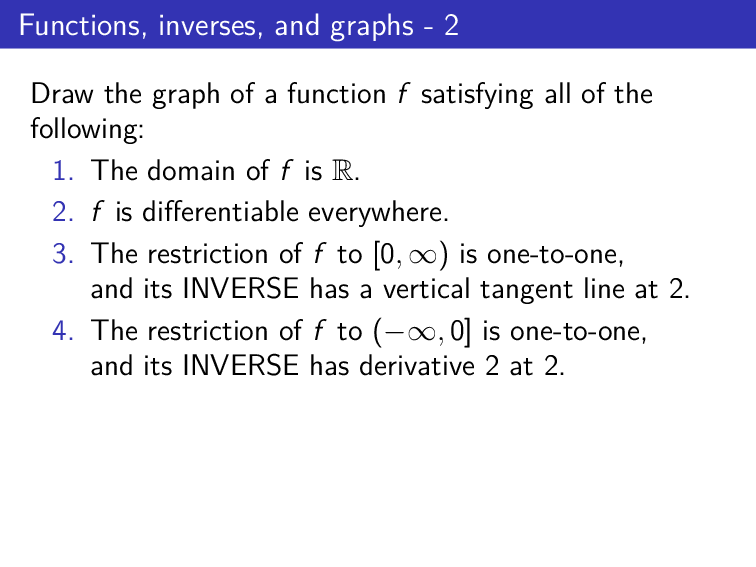 Functions, inverses, and graphs - 2
Draw the graph of a function f satisfying all of the
following:
1. The domain of f is ℝ.
2. f is differentiable everywhere.
3. The restriction of f to [0, ∞) is one-to-one,
and its INVERSE has a vertical tangent line at 2.
4. The restriction of f to (−∞, 0] is one-to-one,
and its INVERSE has derivative 2 at 2.